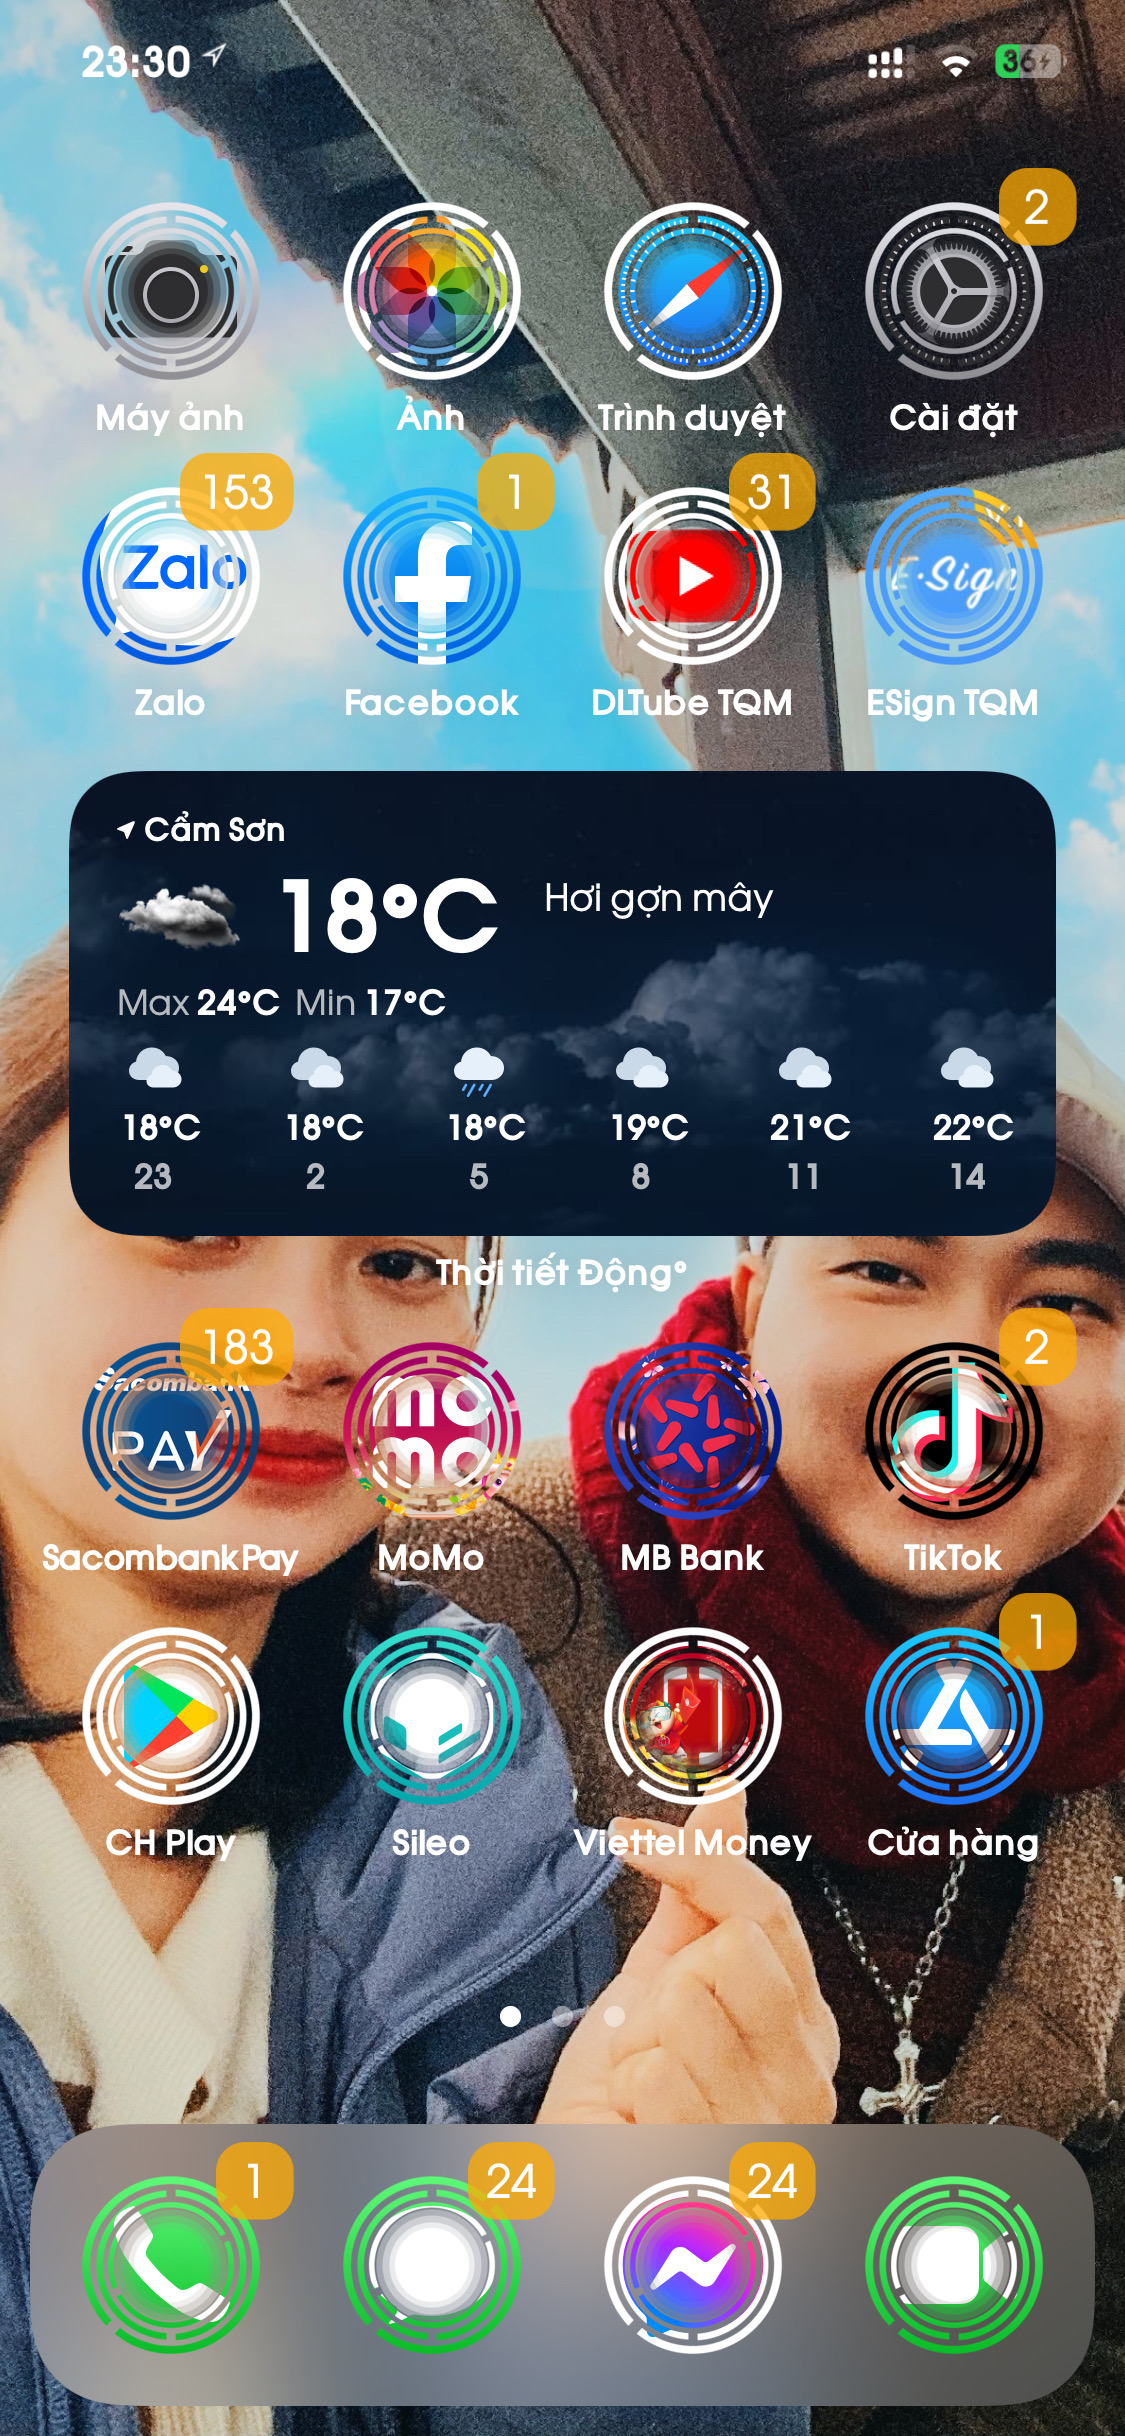 23:30
36
2
Máy ảnh
Ảnh
Trình duyệt
Cài đặt
153
1
31
Zalo
E·Sign
Zalo
Facebook
DLTube TQM
ESign TQM
Cẩm Sơn
18°C
Hơi gợn mây
Max 24°C Min 17°C
18°C 18°C 18°C 19°C 21°C 22°C
23 2 5 8 11 14
Thời tiết Động°
183
2
Sacombank
PAY
mo
mo
SacombankPay
MoMo
MB Bank
TikTok
1
CH Play
Sileo
Viettel Money
Cửa hàng
1
24
24